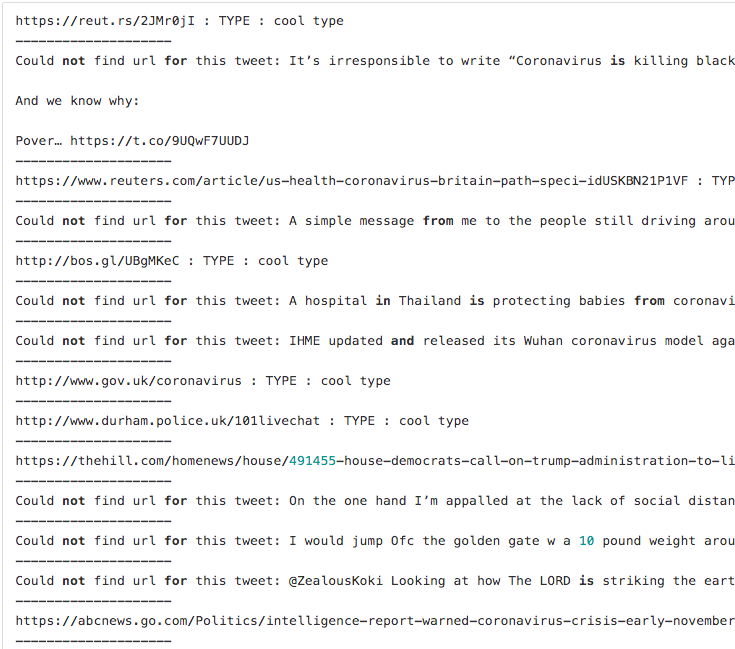 https://reut.rs/2JMr0jI : TYPE : cool type
--------------------
Could not find url for this tweet: It’s irresponsible to write “Coronavirus is killing black
And we know why:
Pover… https://t.co/9UQwF7UUDJ
--------------------
https://www.reuters.com/article/us-health-coronavirus-britain-path-speci-idUSKBN21P1VF : TYP
--------------------
Could not find url for this tweet: A simple message from me to the people still driving arou
--------------------
http://bos.gl/UBgMKeC : TYPE : cool type
--------------------
Could not find url for this tweet: A hospital in Thailand is protecting babies from coronavi
--------------------
Could not find url for this tweet: IHME updated and released its Wuhan coronavirus model aga
--------------------
http://www.gov.uk/coronavirus : TYPE : cool type
--------------------
http://www.durham.police.uk/101livechat : TYPE : cool type
--------------------
https://thehill.com/homenews/house/491455-house-democrats-call-on-trump-administration-to-li
--------------------
Could not find url for this tweet: On the one hand I’m appalled at the lack of social distan
--------------------
Could not find url for this tweet: I would jump Ofc the golden gate w a 10 pound weight arou
--------------------
Could not find url for this tweet: @ZealousKoki Looking at how The LORD is striking the eart
--------------------
https://abcnews.go.com/Politics/intelligence-report-warned-coronavirus-crisis-early-november
--------------------